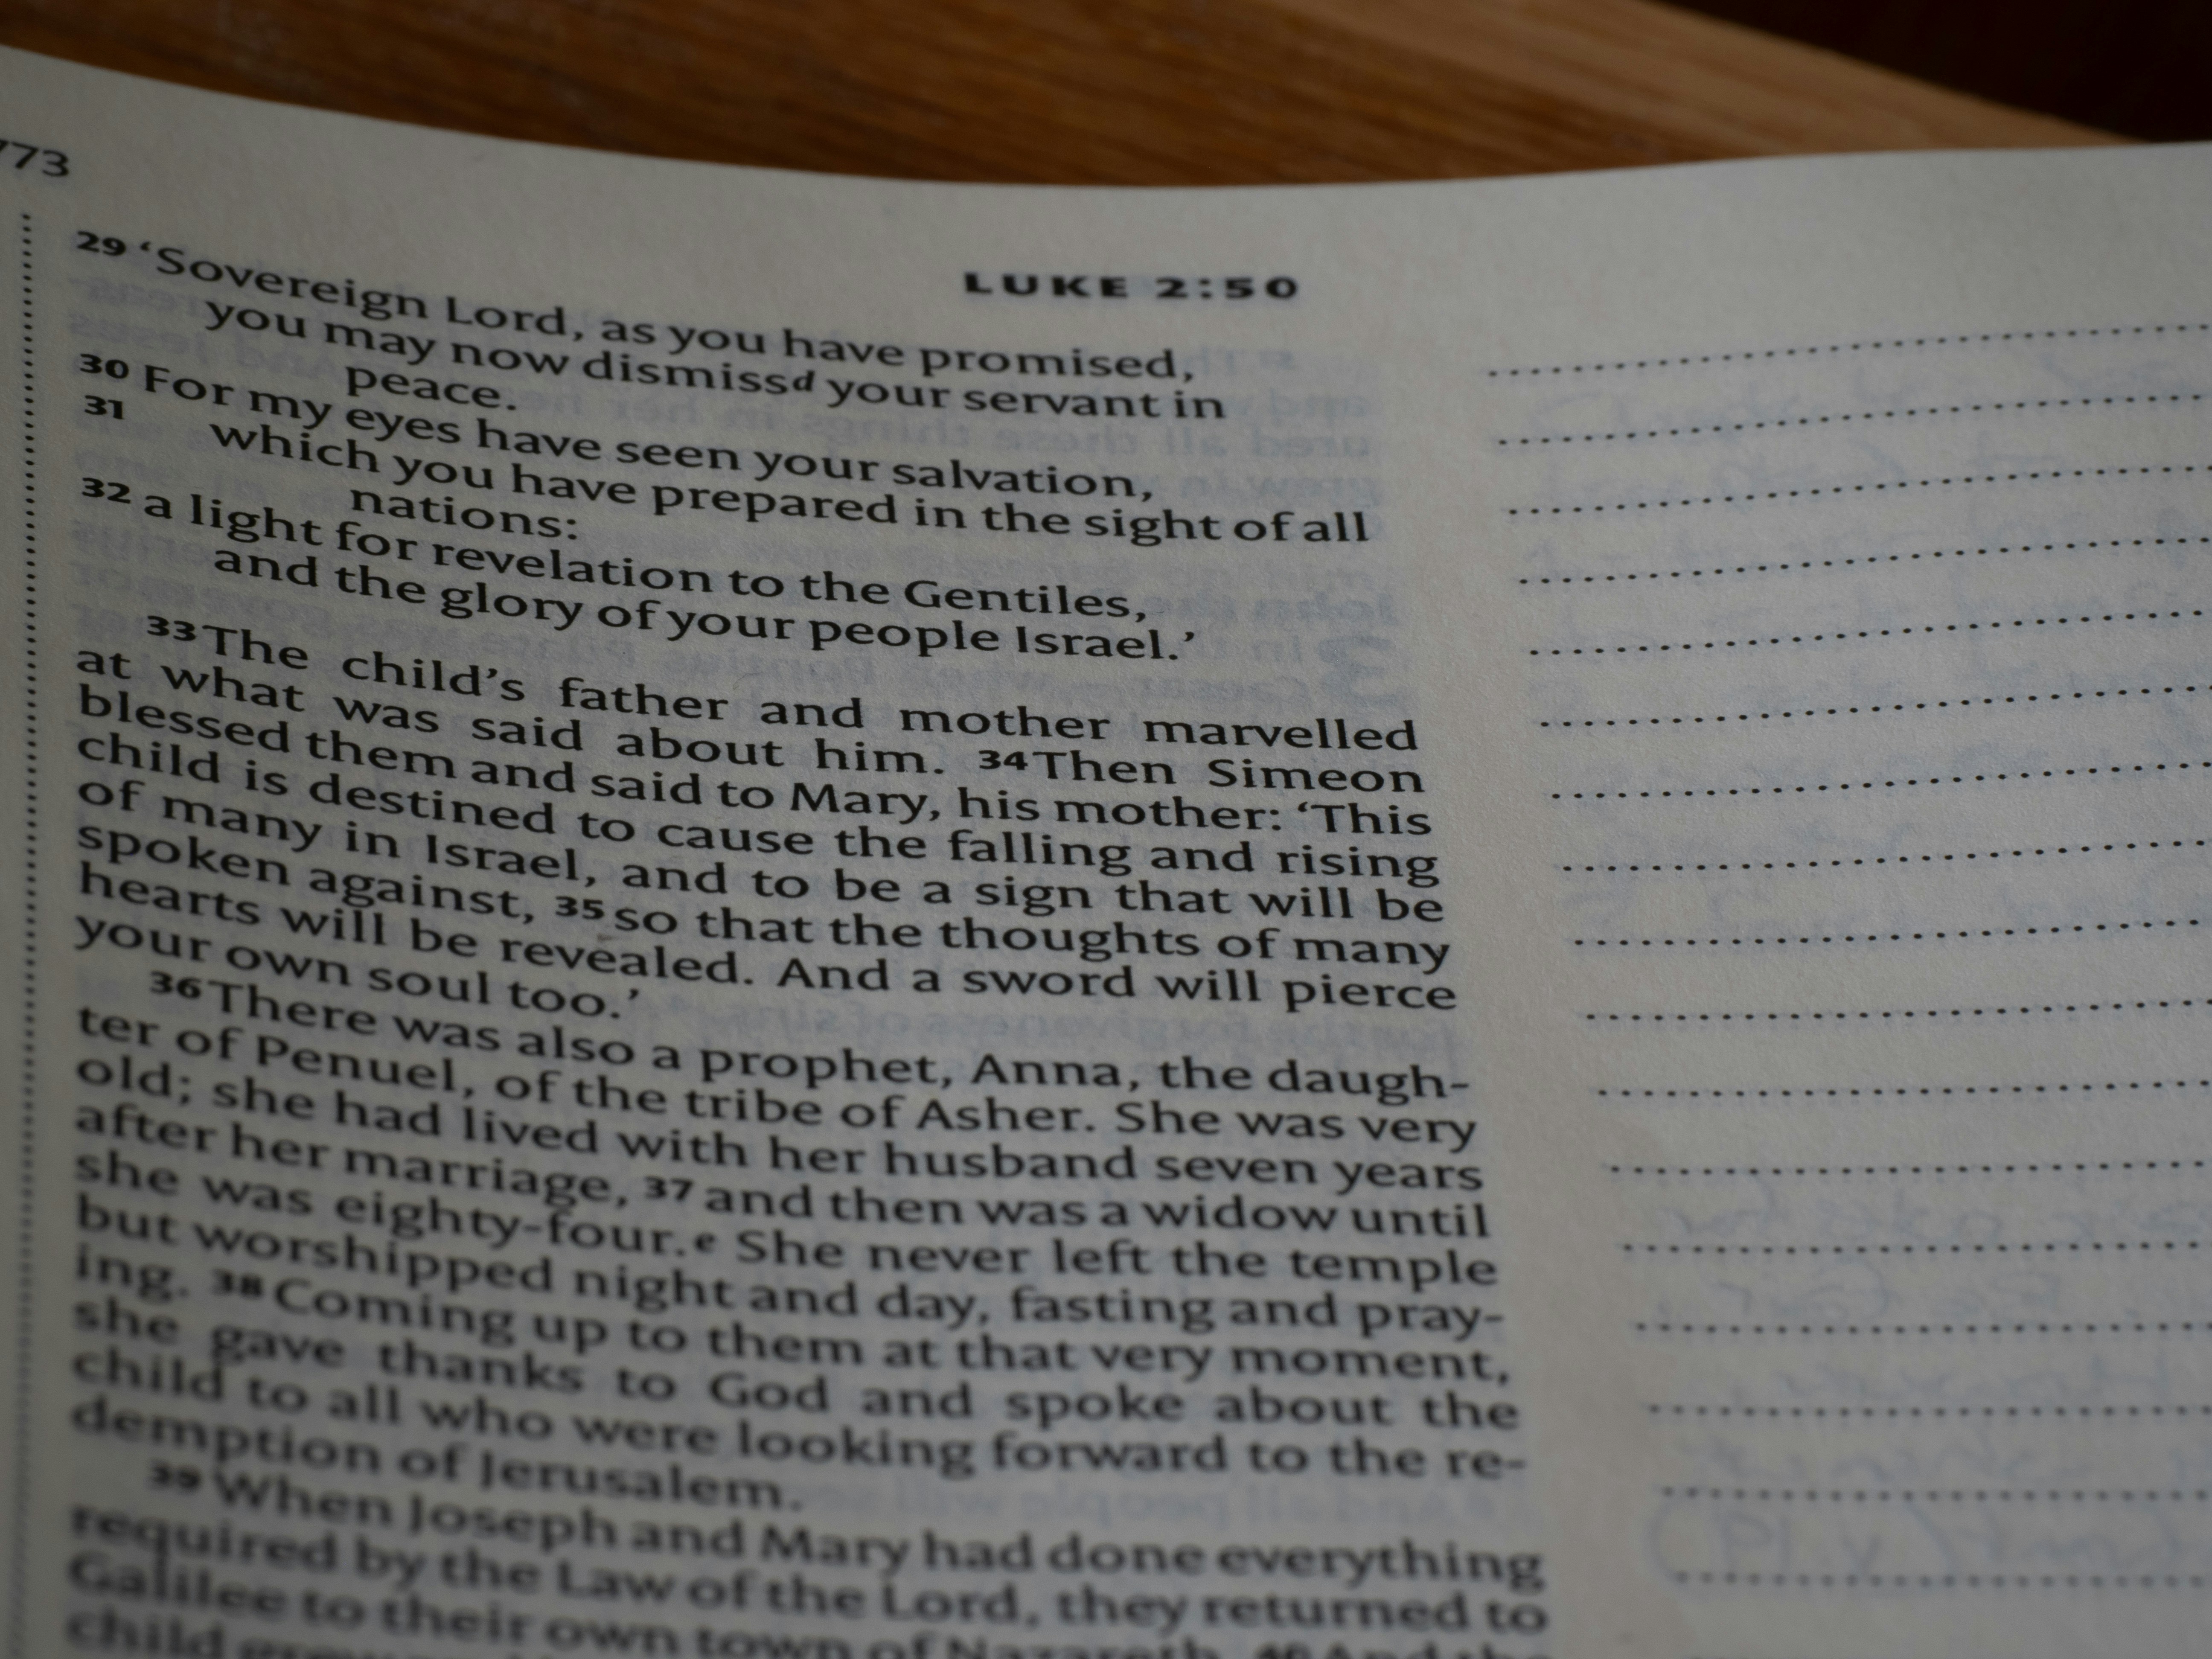 773
LUKE 2:50
29 ‘Sovereign Lord, as you have promised,
you may now dismissd your servant in
peace.
30 For my eyes have seen your salvation,
31 which you have prepared in the sight of all
nations:
32 a light for revelation to the Gentiles,
and the glory of your people Israel.’
33 The child’s father and mother marvelled
at what was said about him. 34 Then Simeon
blessed them and said to Mary, his mother: ‘This
child is destined to cause the falling and rising
of many in Israel, and to be a sign that will be
spoken against, 35 so that the thoughts of many
hearts will be revealed. And a sword will pierce
your own soul too.’
36 There was also a prophet, Anna, the daugh-
ter of Penuel, of the tribe of Asher. She was very
old; she had lived with her husband seven years
after her marriage, 37 and then was a widow until
she was eighty-four.e She never left the temple
but worshipped night and day, fasting and pray-
ing. 38 Coming up to them at that very moment,
she gave thanks to God and spoke about the
child to all who were looking forward to the re-
demption of Jerusalem.
39 When Joseph and Mary had done everything
required by the Law of the Lord, they returned to
Galilee to their own town of Nazareth. 40 And the
child